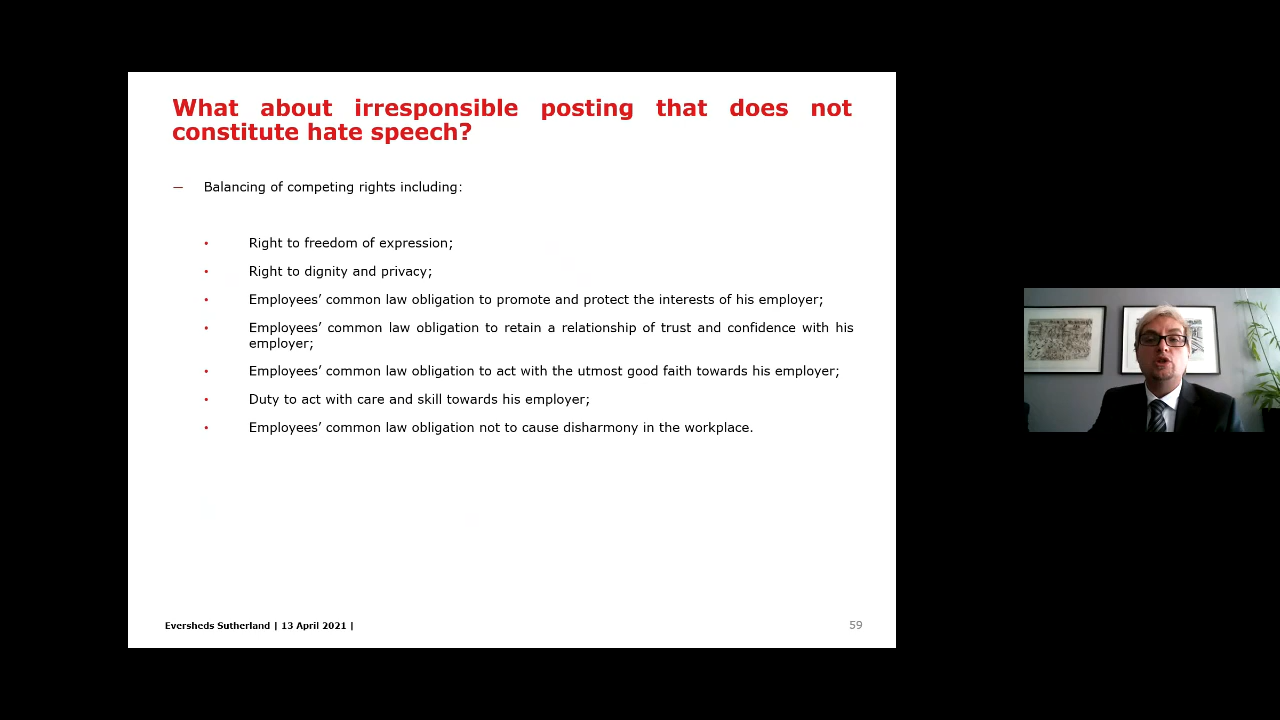 What about irresponsible posting that does not
constitute hate speech?
— Balancing of competing rights including:
• Right to freedom of expression;
• Right to dignity and privacy;
• Employees’ common law obligation to promote and protect the interests of his employer;
• Employees’ common law obligation to retain a relationship of trust and confidence with his
employer;
• Employees’ common law obligation to act with the utmost good faith towards his employer;
• Duty to act with care and skill towards his employer;
• Employees’ common law obligation not to cause disharmony in the workplace.
Eversheds Sutherland | 13 April 2021 |
59